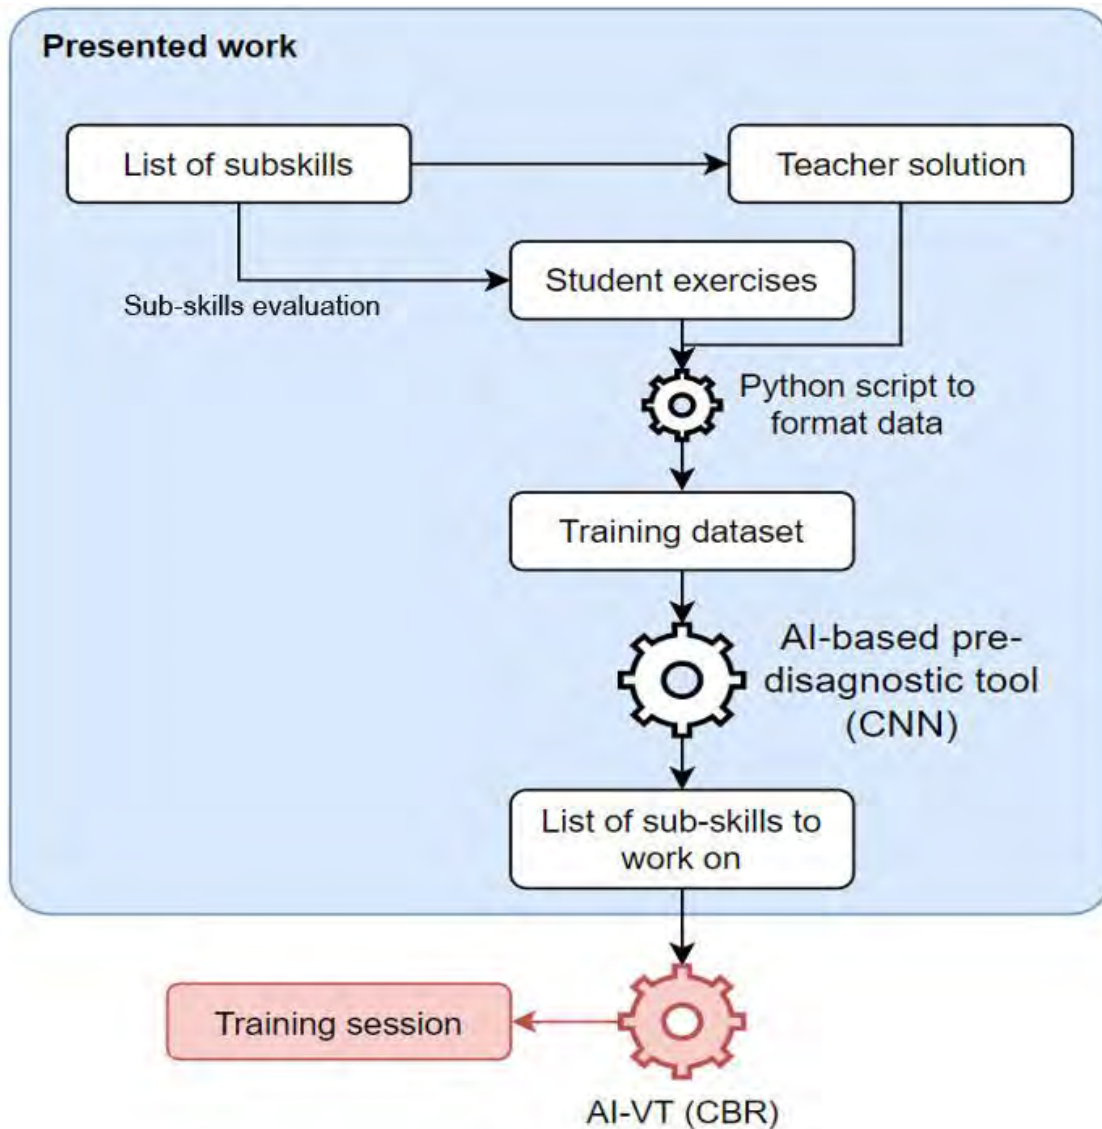 Presented work
List of subskills
Teacher solution
Student exercises
Sub-skills evaluation
Python script to
format data
Training dataset
AI-based pre-
disagnostic tool
(CNN)
List of sub-skills to
work on
Training session
AI-VT (CBR)